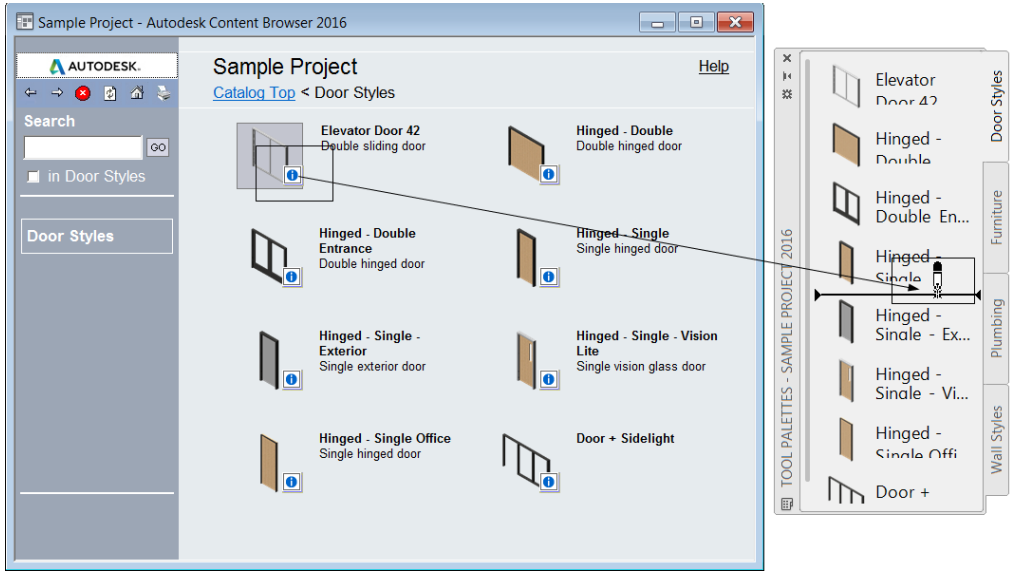 Sample Project - Autodesk Content Browser 2016
AUTODESK.
Search
GO
in Door Styles
Door Styles
Sample Project
Help
Catalog Top < Door Styles
Elevator Door 42
Double sliding door
Hinged - Double
Double hinged door
Hinged - Double
Entrance
Double hinged door
Hinged - Single
Single hinged door
Hinged - Single -
Exterior
Single exterior door
Hinged - Single - Vision
Lite
Single vision glass door
Hinged - Single Office
Single hinged door
Door + Sidelight
TOOL PALETTES - SAMPLE PROJECT 2016
Elevator
Door 42
Hinged -
Double
Hinged -
Double En...
Hinged -
Single
Hinged -
Single - Ex...
Hinged -
Single - Vi...
Hinged -
Single Offi
Door +
Door Styles
Furniture
Plumbing
Wall Styles